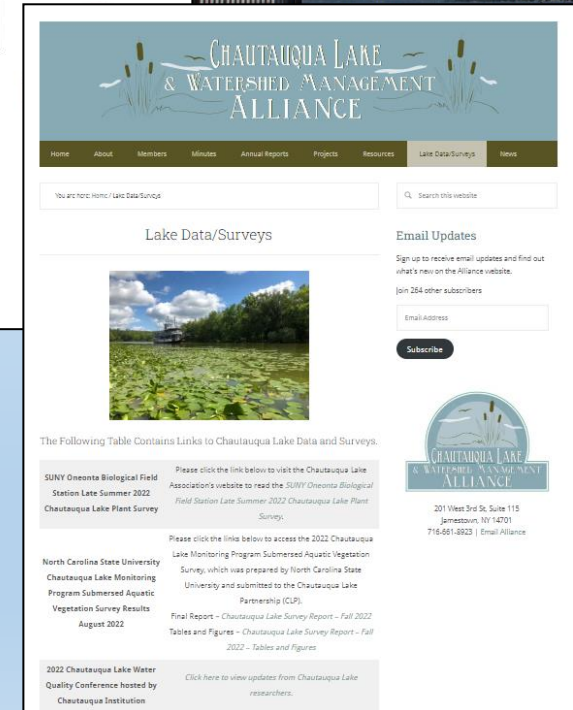 CHAUTAUQUA LAKE
& WATERSHED MANAGEMENT
ALLIANCE
Home About Members Minutes Annual Reports Projects Resources Lake Data/Surveys News
You are here: Home / Lake Data/Surveys
Search this website
Lake Data/Surveys
Email Updates
Sign up to receive email updates and find out
what's new on the Alliance website.
Join 264 other subscribers
Email Address
Subscribe
The Following Table Contains Links to Chautauqua Lake Data and Surveys.
SUNY Oneonta Biological Field
Station Late Summer 2022
Chautauqua Lake Plant Survey
Please click the link below to visit the Chautauqua Lake
Association's website to read the SUNY Oneonta Biological
Field Station Late Summer 2022 Chautauqua Lake Plant
Survey.
North Carolina State University
Chautauqua Lake Monitoring
Program Submersed Aquatic
Vegetation Survey Results
August 2022
Please click the links below to access the 2022 Chautauqua
Lake Monitoring Program Submersed Aquatic Vegetation
Survey, which was prepared by North Carolina State
University and submitted to the Chautauqua Lake
Partnership (CLP).
Final Report – Chautauqua Lake Survey Report – Fall 2022
Tables and Figures – Chautauqua Lake Survey Report – Fall
2022 – Tables and Figures
2022 Chautauqua Lake Water
Quality Conference hosted by
Chautauqua Institution
Click here to view updates from Chautauqua Lake
researchers.
CHAUTAUQUA LAKE
& WATERSHED MANAGEMENT
ALLIANCE
201 West 3rd St, Suite 115
Jamestown, NY 14701
716-661-8923 | Email Alliance